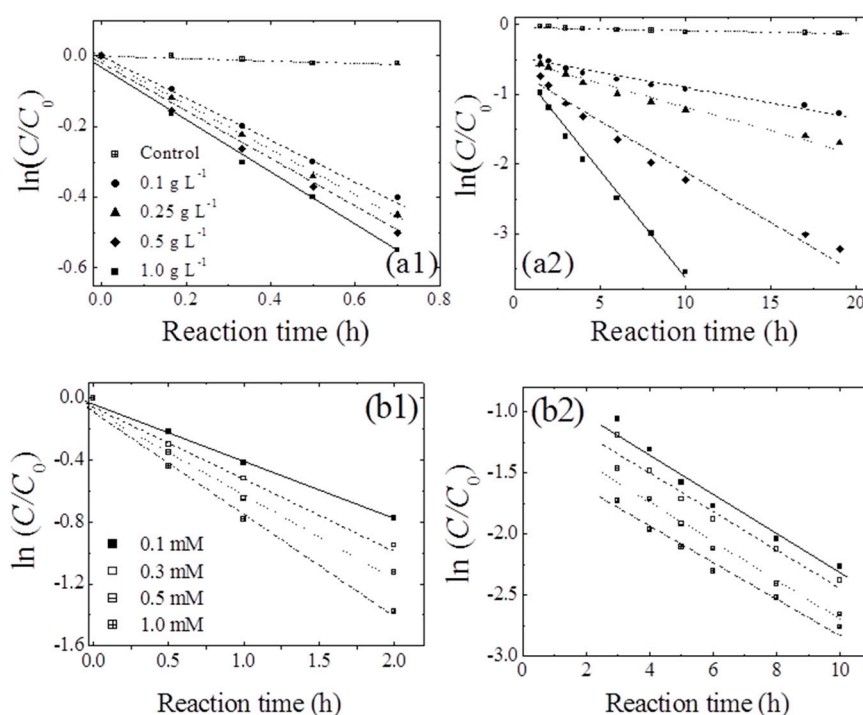 ln(C/C₀)
0.0
-0.2
-0.4
-0.6
Control
0.1 g L⁻¹
0.25 g L⁻¹
0.5 g L⁻¹
1.0 g L⁻¹
(a1)
0.0 0.2 0.4 0.6 0.8
Reaction time (h)
ln(C/C₀)
0
-1
-2
-3
(a2)
0 5 10 15 20
Reaction time (h)
ln (C/C₀)
0.0
-0.4
-0.8
-1.2
-1.6
(b1)
0.1 mM
0.3 mM
0.5 mM
1.0 mM
0.0 0.5 1.0 1.5 2.0
Reaction time (h)
ln (C/C₀)
-1.0
-1.5
-2.0
-2.5
-3.0
(b2)
2 4 6 8 10
Reaction time (h)